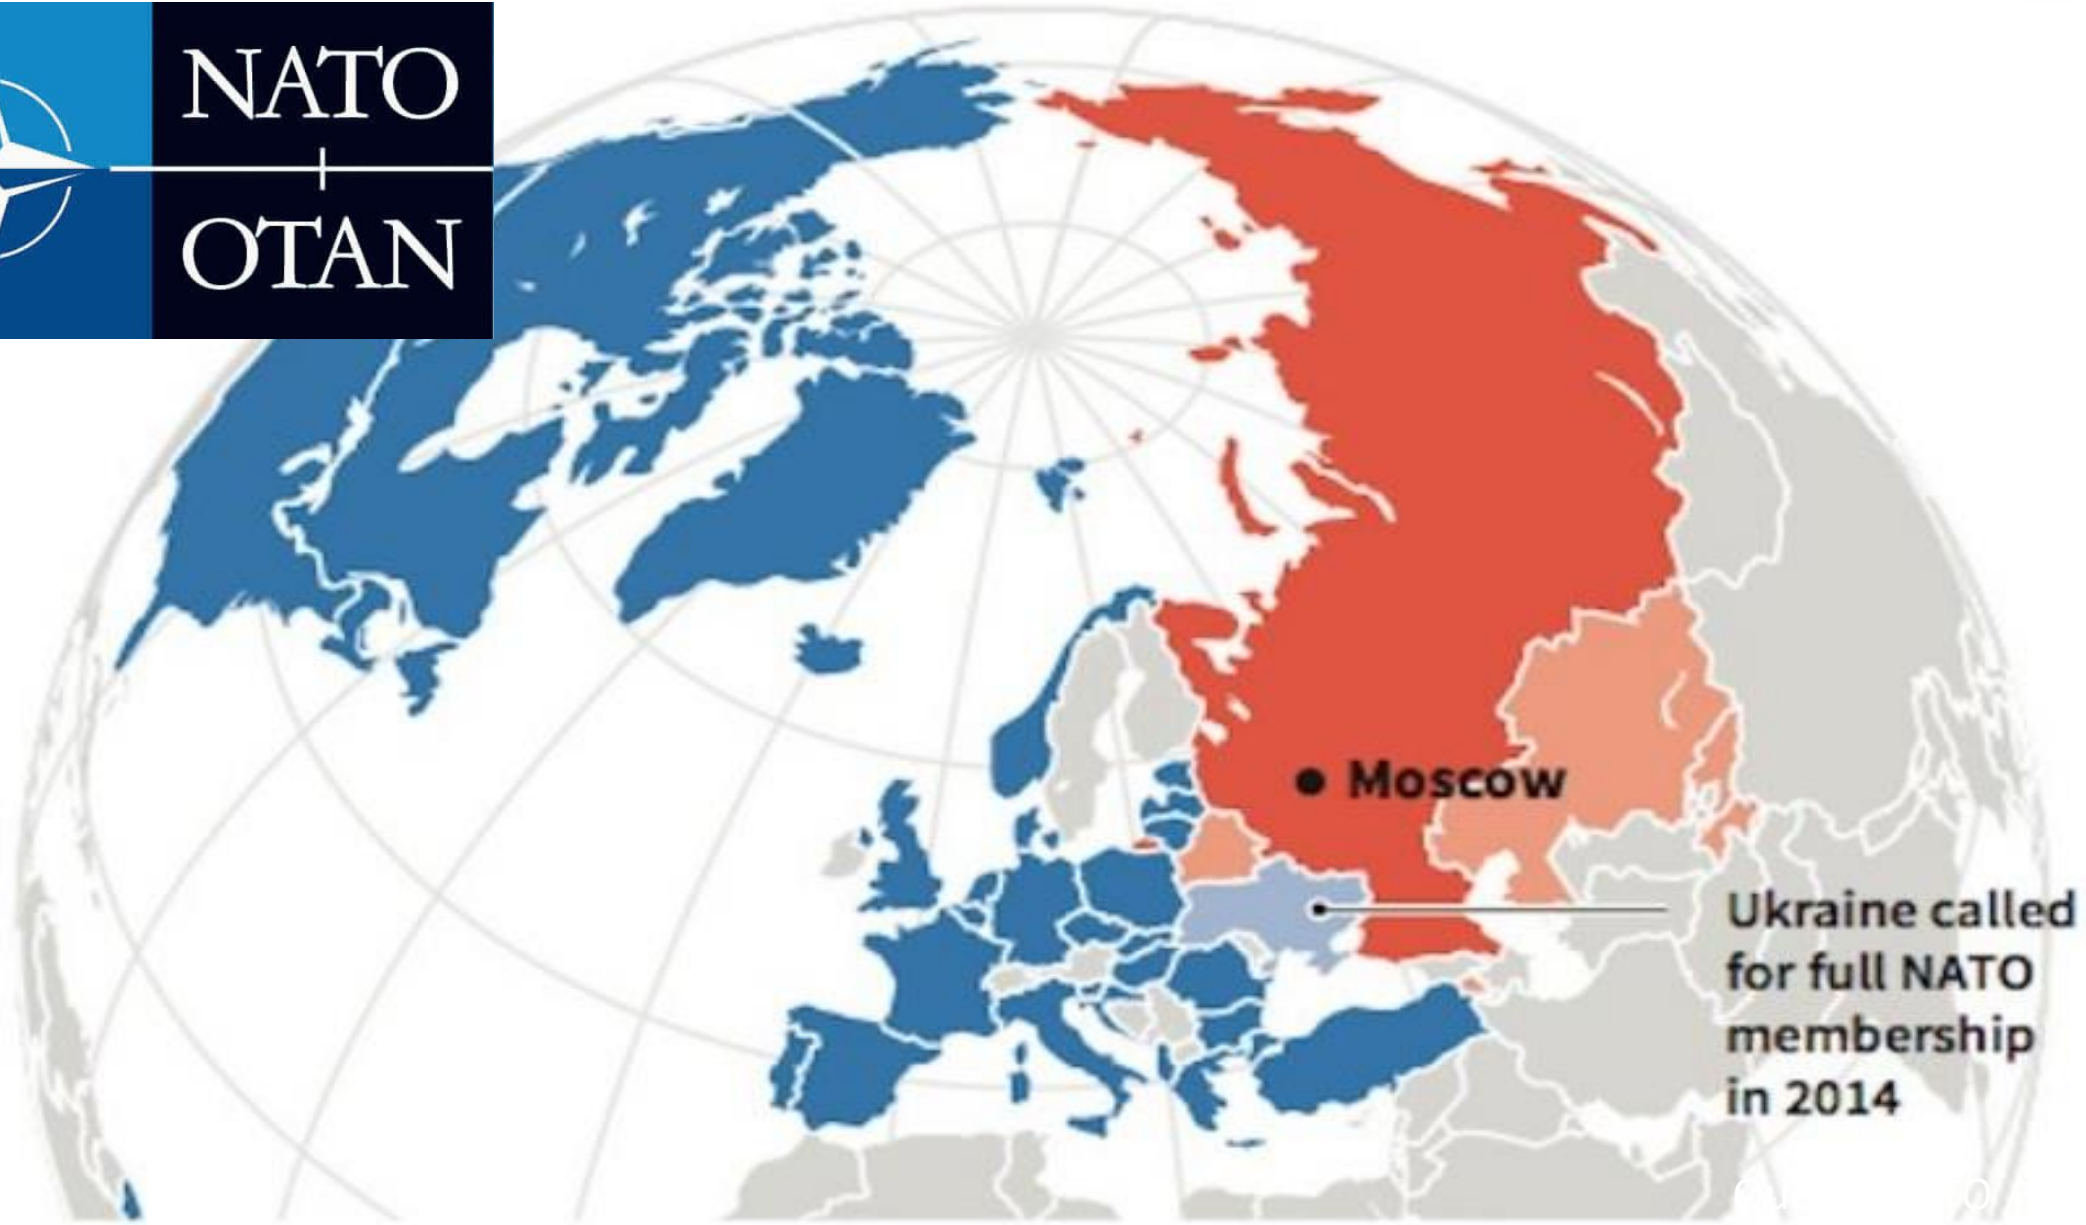 NATO
OTAN
Moscow
Ukraine called
for full NATO
membership
in 2014